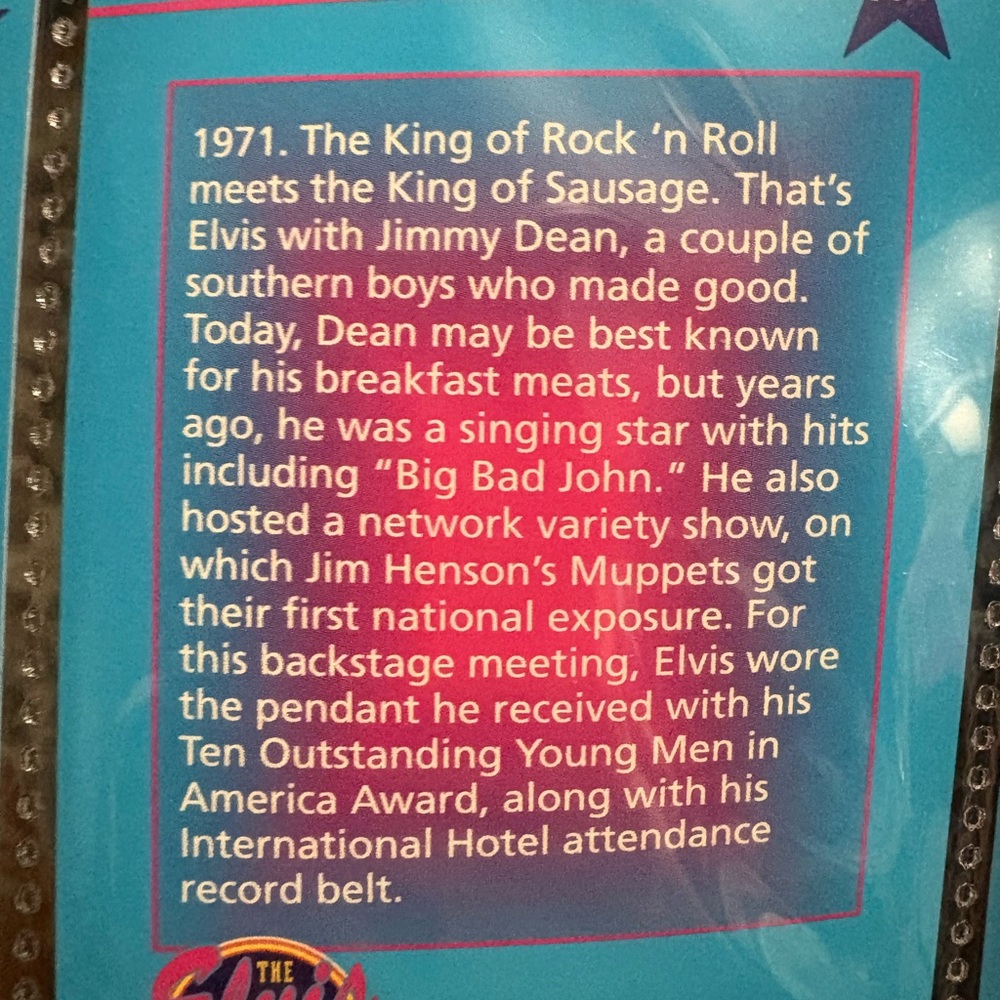 1971. The King of Rock ‘n Roll
meets the King of Sausage. That’s
Elvis with Jimmy Dean, a couple of
southern boys who made good.
Today, Dean may be best known
for his breakfast meats, but years
ago, he was a singing star with hits
including “Big Bad John.” He also
hosted a network variety show, on
which Jim Henson’s Muppets got
their first national exposure. For
this backstage meeting, Elvis wore
the pendant he received with his
Ten Outstanding Young Men in
America Award, along with his
International Hotel attendance
record belt.
THE
Elvis